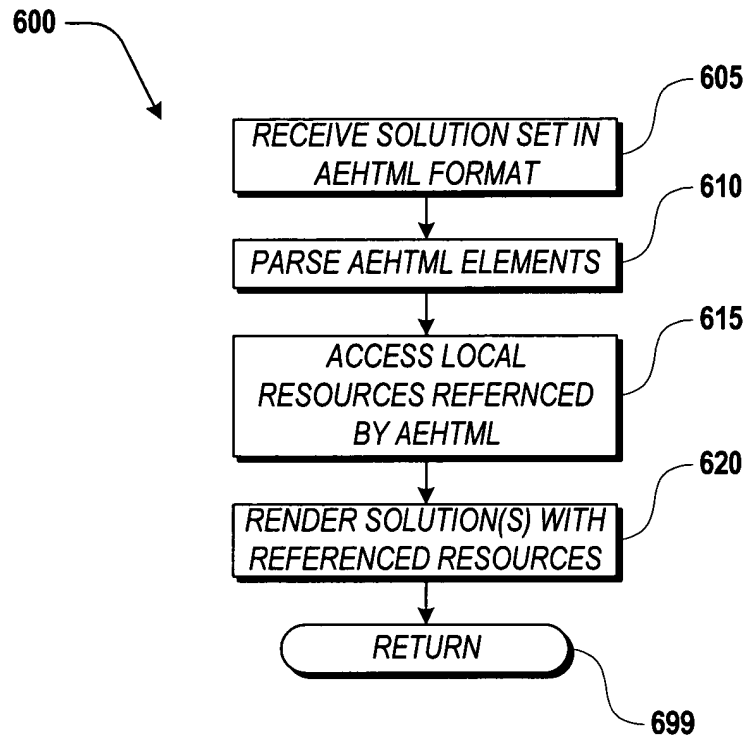 600
605
RECEIVE SOLUTION SET IN
AEHTML FORMAT
610
PARSE AEHTML ELEMENTS
615
ACCESS LOCAL
RESOURCES REFERNCED
BY AEHTML
620
RENDER SOLUTION(S) WITH
REFERENCED RESOURCES
RETURN
699